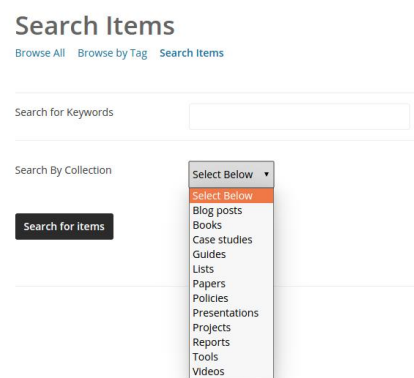 Search Items
Browse All Browse by Tag Search Items
Search for Keywords
Search By Collection
Select Below
Select Below
Blog posts
Books
Case studies
Guides
Lists
Papers
Policies
Presentations
Projects
Reports
Tools
Videos
Search for items